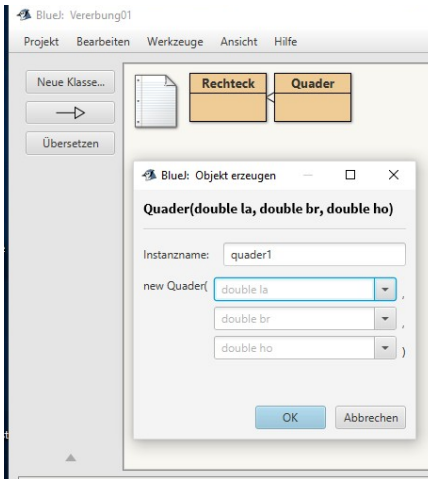 BlueJ: Vererbung01
Projekt Bearbeiten Werkzeuge Ansicht Hilfe
Neue Klasse...
Übersetzen
Rechteck
Quader
BlueJ: Objekt erzeugen
Quader(double la, double br, double ho)
Instanzname: quader1
new Quader( double la ,
double br ,
double ho )
OK Abbrechen